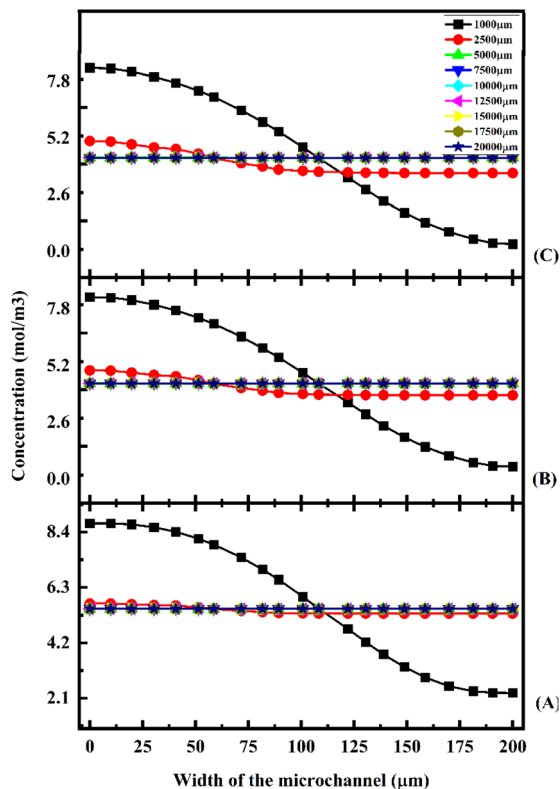 1000μm
2500μm
5000μm
7500μm
10000μm
12500μm
15000μm
17500μm
20000μm
7.8
5.2
2.6
0.0
(C)
7.8
5.2
2.6
0.0
(B)
8.4
6.3
4.2
2.1
(A)
Concentration (mol/m3)
0 25 50 75 100 125 150 175 200
Width of the microchannel (μm)